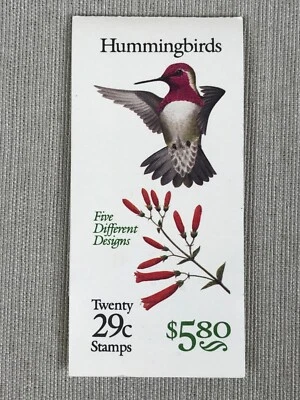 Hummingbirds
Five
Different
Designs
Twenty
29c
Stamps
$5.80